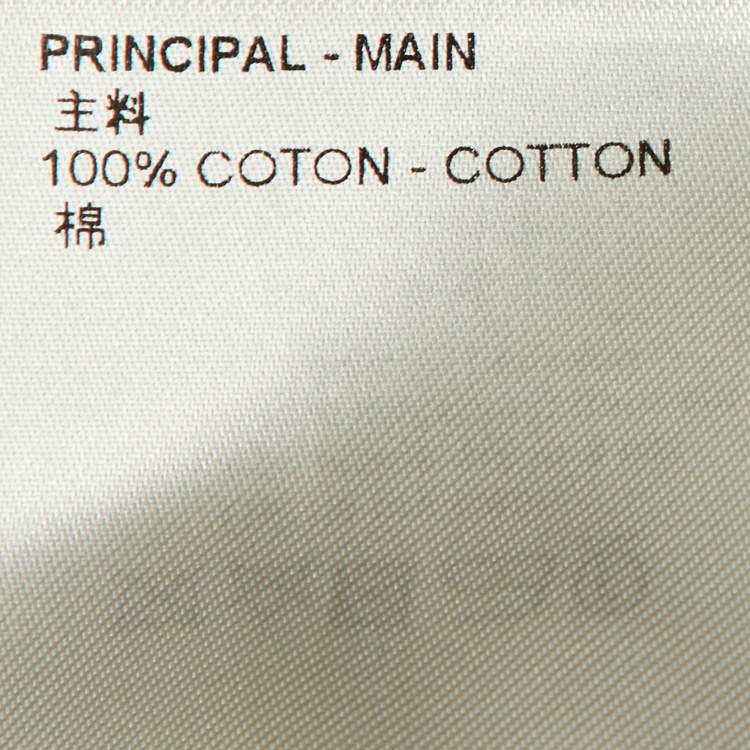 PRINCIPAL - MAIN
主料
100% COTON - COTTON
棉